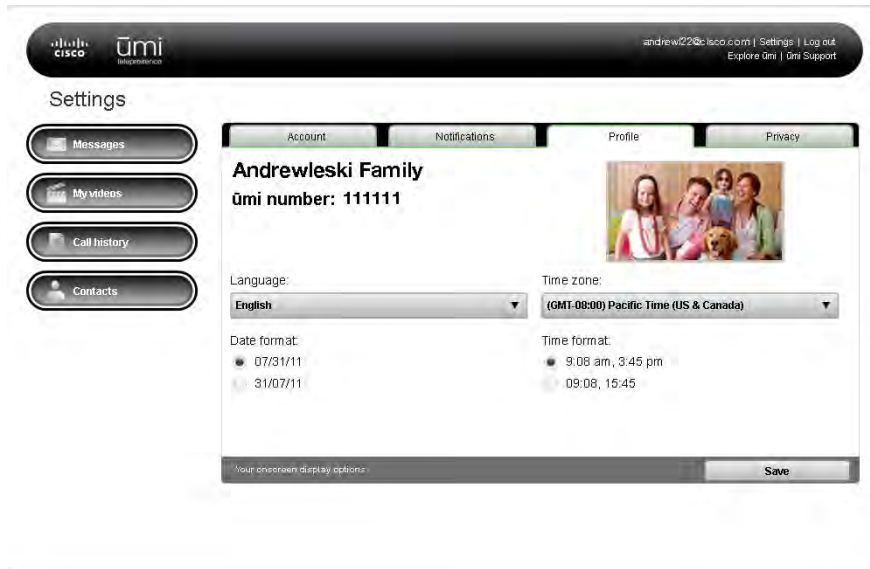 cisco
ūmi
telepresence
andrewl22@cisco.com | Settings | Log out
Explore ūmi | ūmi Support
Settings
Messages
My videos
Call history
Contacts
Account
Notifications
Profile
Privacy
Andrewleski Family
ūmi number: 111111
Language:
English
Time zone:
(GMT-08:00) Pacific Time (US & Canada)
Date format:
07/31/11
31/07/11
Time format:
9:08 am, 3:45 pm
09:08, 15:45
Your onscreen display options
Save